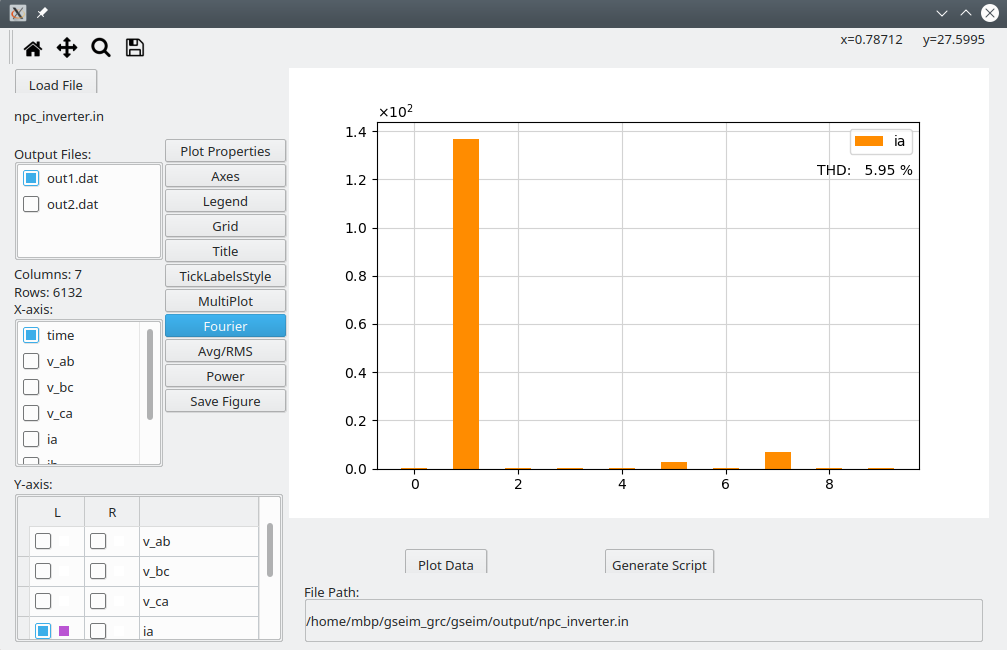 x=0.78712 y=27.5995
Load File
npc_inverter.in
Output Files:
out1.dat
out2.dat
Columns: 7
Rows: 6132
X-axis:
time
v_ab
v_bc
v_ca
ia
Y-axis:
L R
v_ab
v_bc
v_ca
ia
Plot Properties
Axes
Legend
Grid
Title
TickLabelsStyle
MultiPlot
Fourier
Avg/RMS
Power
Save Figure
×10²
1.4
1.2
1.0
0.8
0.6
0.4
0.2
0.0
0 2 4 6 8
ia
THD: 5.95 %
Plot Data
Generate Script
File Path:
/home/mbp/gseim_grc/gseim/output/npc_inverter.in